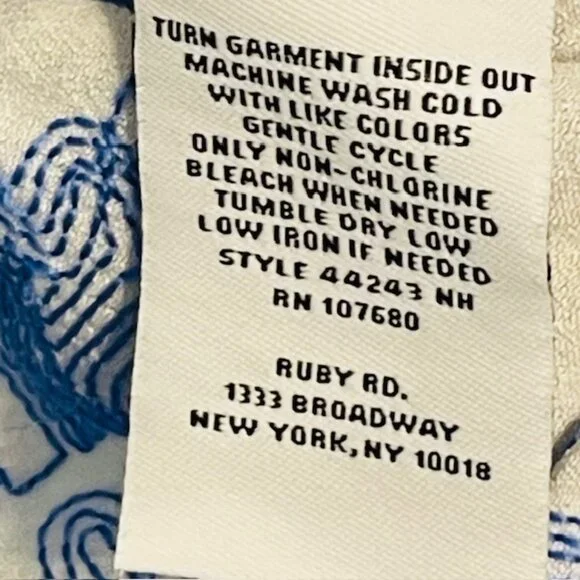 TURN GARMENT INSIDE OUT
MACHINE WASH COLD
WITH LIKE COLORS
GENTLE CYCLE
ONLY NON-CHLORINE
BLEACH WHEN NEEDED
TUMBLE DRY LOW
LOW IRON IF NEEDED
STYLE 44243 NH
RN 107680
RUBY RD.
1333 BROADWAY
NEW YORK,NY 10018